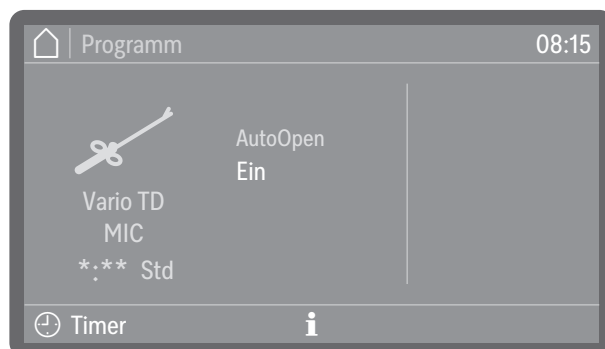 Programm
08:15
AutoOpen
Ein
Vario TD
MIC
*:** Std
Timer
i